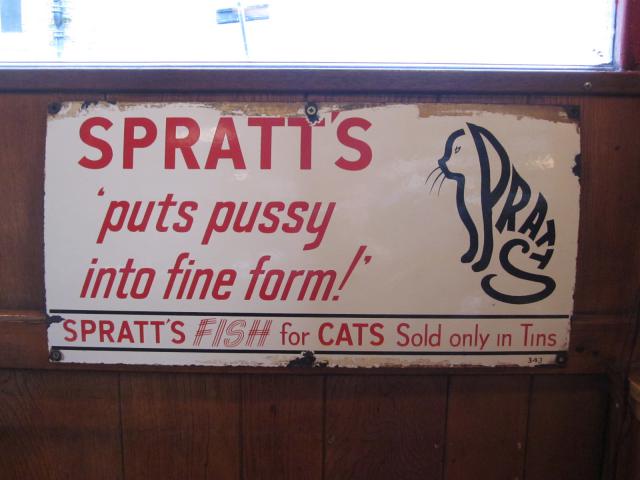 SPRATT'S
'puts pussy
into fine form!'
SPRATTS
SPRATT'S FISH for CATS Sold only in Tins
343